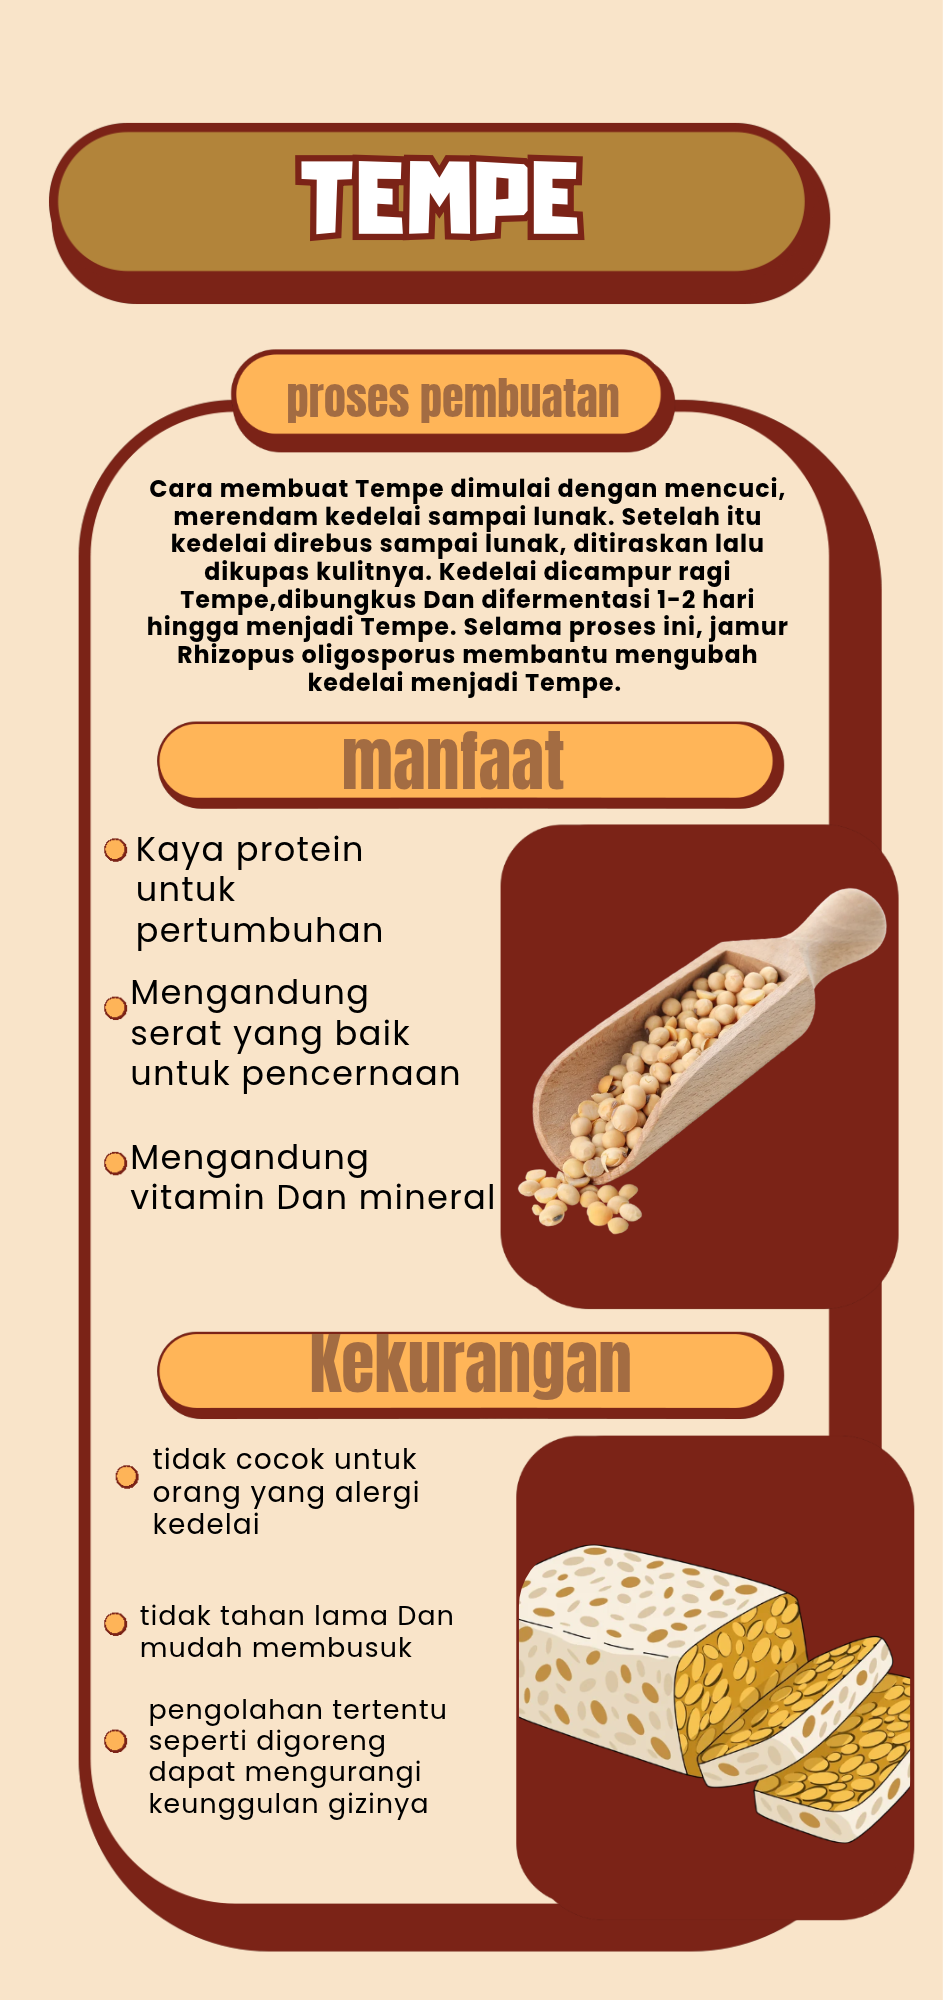 TEMPE
proses pembuatan
Cara membuat Tempe dimulai dengan mencuci,
merendam kedelai sampai lunak. Setelah itu
kedelai direbus sampai lunak, ditiraskan lalu
dikupas kulitnya. Kedelai dicampur ragi
Tempe,dibungkus Dan difermentasi 1-2 hari
hingga menjadi Tempe. Selama proses ini, jamur
Rhizopus oligosporus membantu mengubah
kedelai menjadi Tempe.
manfaat
Kaya protein
untuk
pertumbuhan
Mengandung
serat yang baik
untuk pencernaan
Mengandung
vitamin Dan mineral
Kekurangan
tidak cocok untuk
orang yang alergi
kedelai
tidak tahan lama Dan
mudah membusuk
pengolahan tertentu
seperti digoreng
dapat mengurangi
keunggulan gizinya